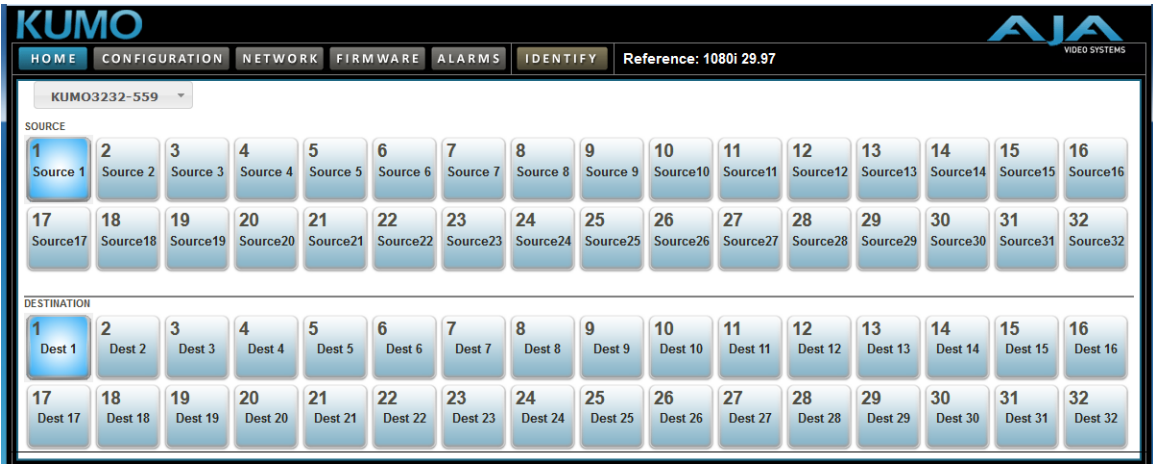 KUMO
AJA
VIDEO SYSTEMS
HOME CONFIGURATION NETWORK FIRMWARE ALARMS IDENTIFY Reference: 1080i 29.97
KUMO3232-559
SOURCE
1 2 3 4 5 6 7 8 9 10 11 12 13 14 15 16
Source 1 Source 2 Source 3 Source 4 Source 5 Source 6 Source 7 Source 8 Source 9 Source10 Source11 Source12 Source13 Source14 Source15 Source16
17 18 19 20 21 22 23 24 25 26 27 28 29 30 31 32
Source17 Source18 Source19 Source20 Source21 Source22 Source23 Source24 Source25 Source26 Source27 Source28 Source29 Source30 Source31 Source32
DESTINATION
1 2 3 4 5 6 7 8 9 10 11 12 13 14 15 16
Dest 1 Dest 2 Dest 3 Dest 4 Dest 5 Dest 6 Dest 7 Dest 8 Dest 9 Dest 10 Dest 11 Dest 12 Dest 13 Dest 14 Dest 15 Dest 16
17 18 19 20 21 22 23 24 25 26 27 28 29 30 31 32
Dest 17 Dest 18 Dest 19 Dest 20 Dest 21 Dest 22 Dest 23 Dest 24 Dest 25 Dest 26 Dest 27 Dest 28 Dest 29 Dest 30 Dest 31 Dest 32